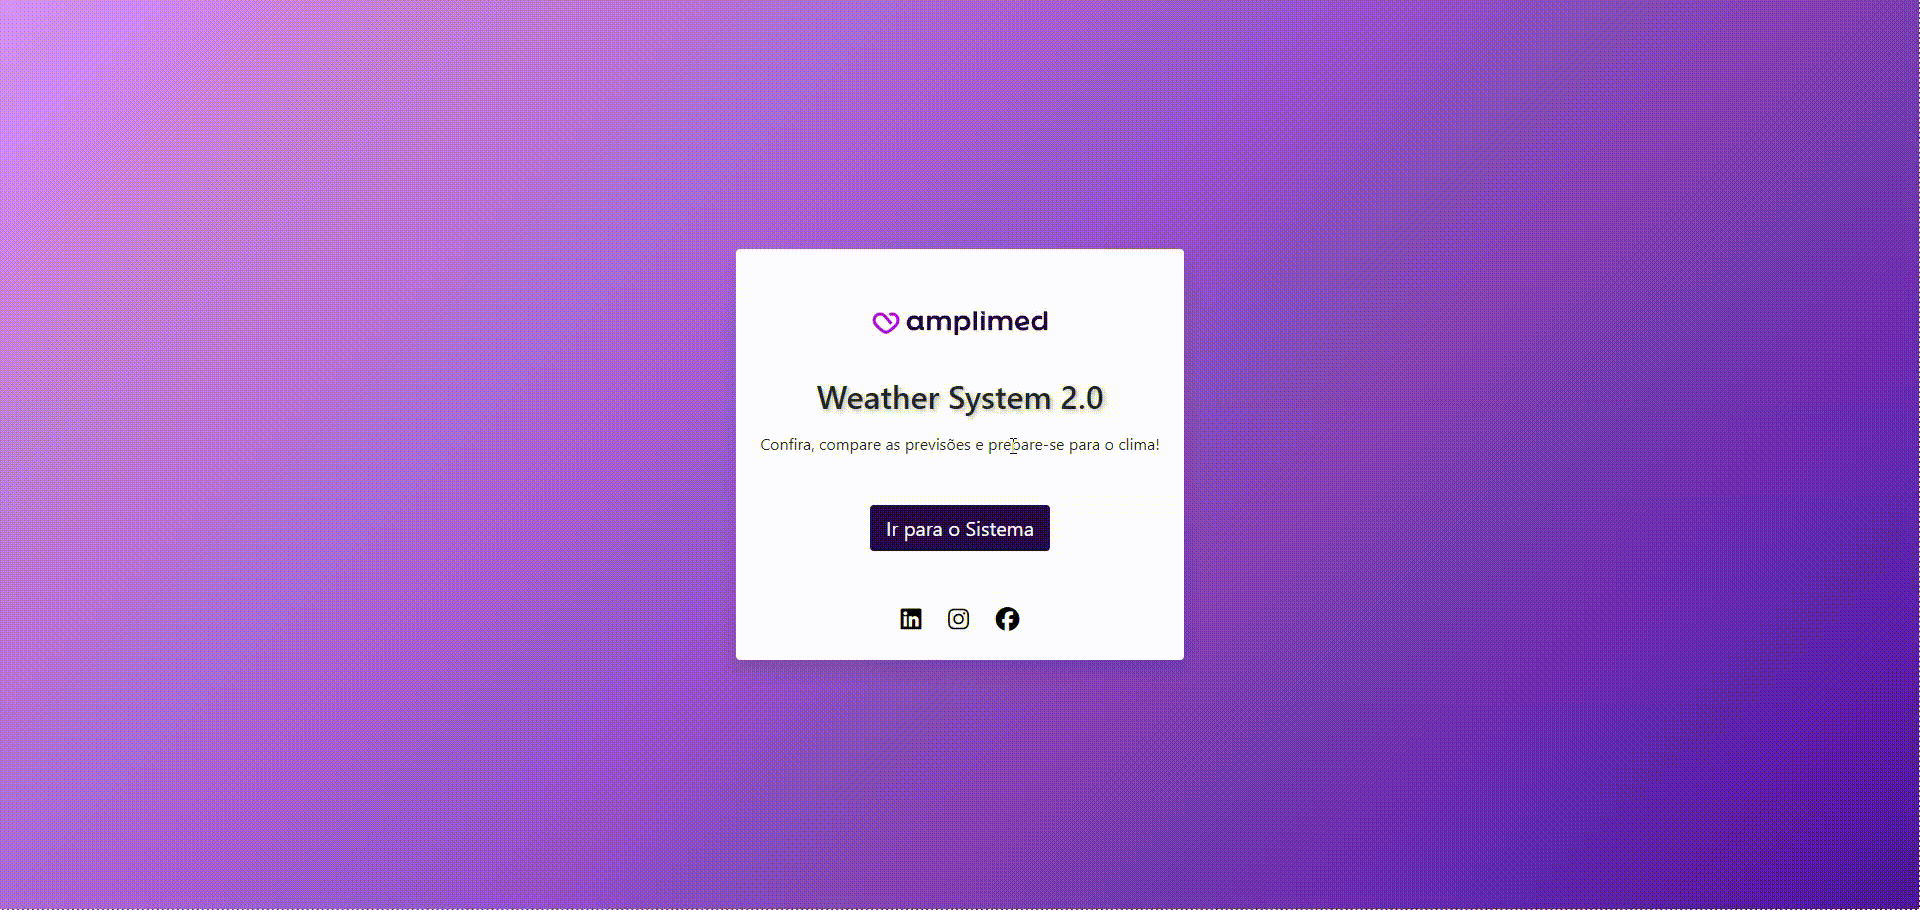 amplimed
Weather System 2.0
Confira, compare as previsões e prepare-se para o clima!
Ir para o Sistema